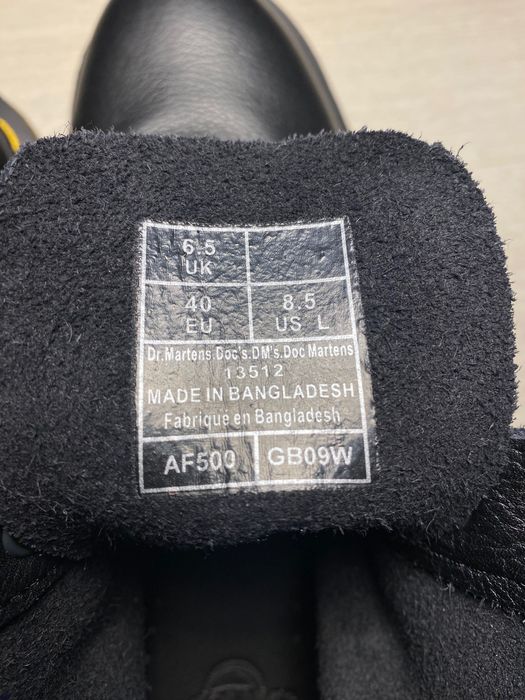 6.5
UK
40
EU
8.5
US L
Dr.Martens.Doc's.DM's.Doc Martens
13512
MADE IN BANGLADESH
Fabrique en Bangladesh
AF500 GB09W